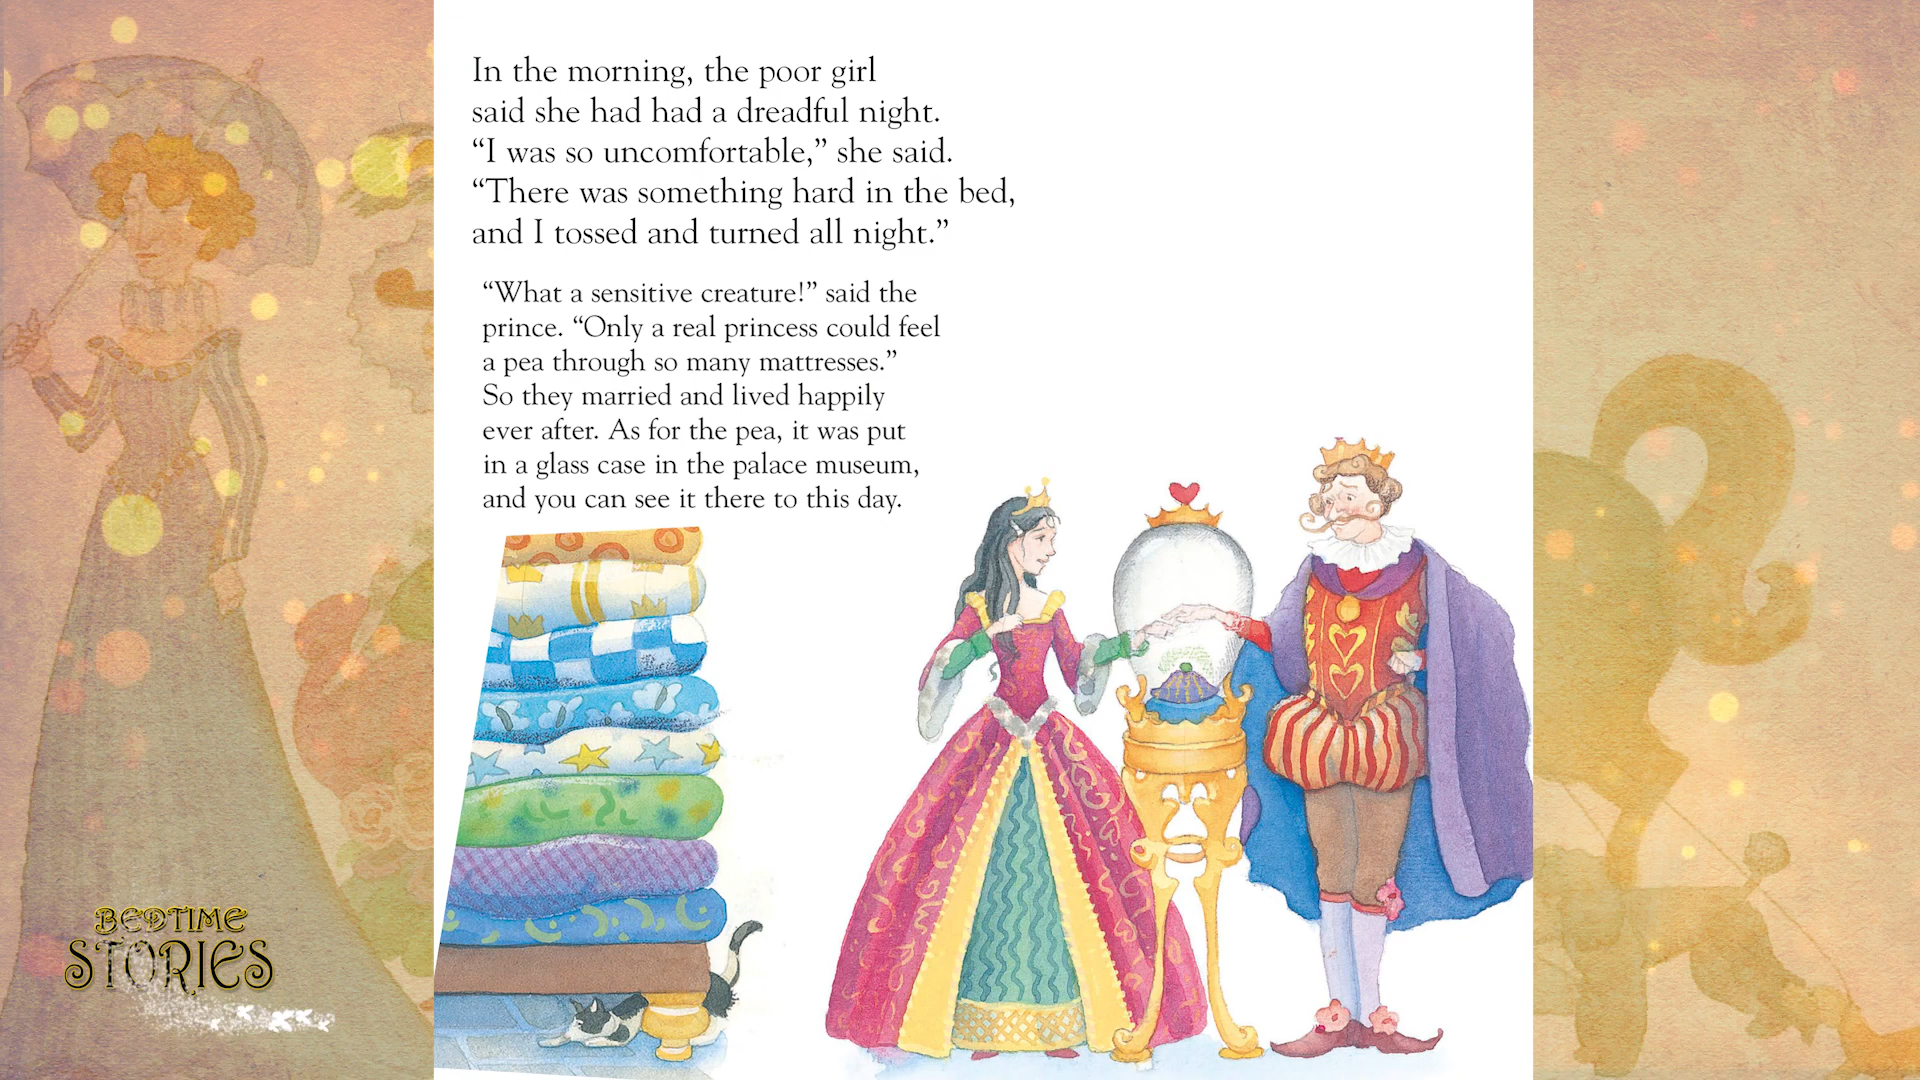 In the morning, the poor girl
said she had had a dreadful night.
“I was so uncomfortable,” she said.
“There was something hard in the bed,
and I tossed and turned all night.”
“What a sensitive creature!” said the
prince. “Only a real princess could feel
a pea through so many mattresses.”
So they married and lived happily
ever after. As for the pea, it was put
in a glass case in the palace museum,
and you can see it there to this day.
BEDTIME
STORIES